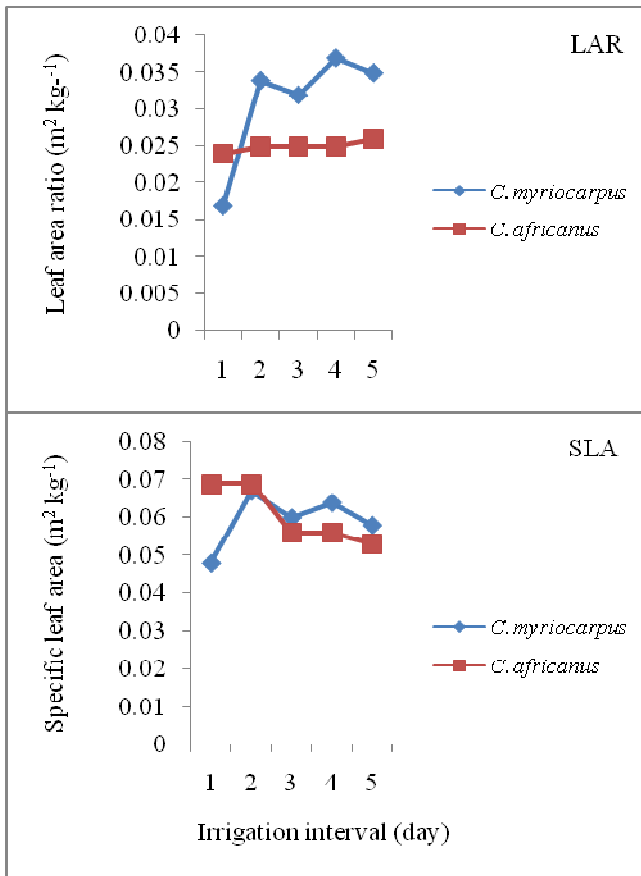 LAR
Leaf area ratio (m² kg-⁻¹)
0.04
0.035
0.03
0.025
0.02
0.015
0.01
0.005
0
1 2 3 4 5
C. myriocarpus
C. africanus
SLA
Specific leaf area (m² kg⁻¹)
0.08
0.07
0.06
0.05
0.04
0.03
0.02
0.01
0
1 2 3 4 5
C. myriocarpus
C. africanus
Irrigation interval (day)